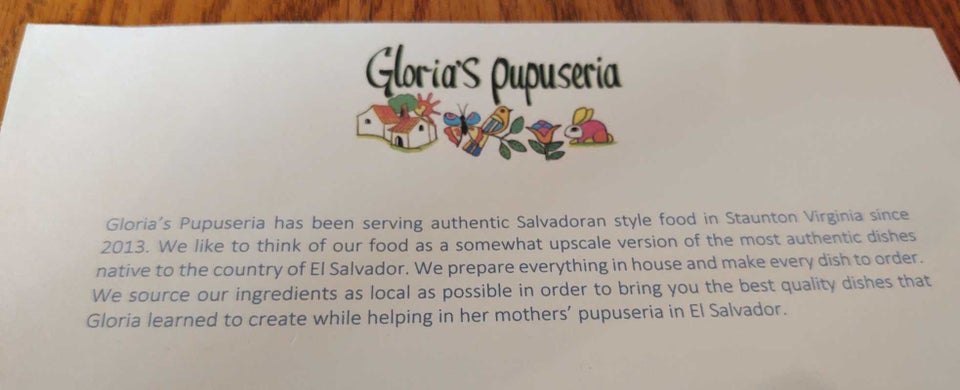 Gloria's Pupuseria
Gloria's Pupuseria has been serving authentic Salvadoran style food in Staunton Virginia since
2013. We like to think of our food as a somewhat upscale version of the most authentic dishes
native to the country of El Salvador. We prepare everything in house and make every dish to order.
We source our ingredients as local as possible in order to bring you the best quality dishes that
Gloria learned to create while helping in her mothers' pupuseria in El Salvador.